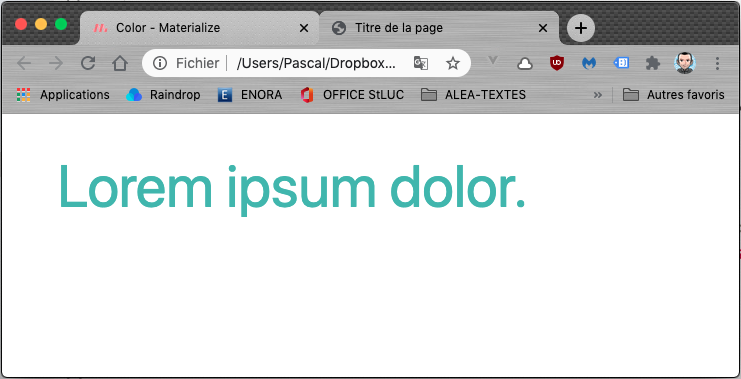 Color - Materialize
Titre de la page
Fichier | /Users/Pascal/Dropbox...
Applications Raindrop ENORA OFFICE StLUC ALEA-TEXTES » Autres favoris
Lorem ipsum dolor.